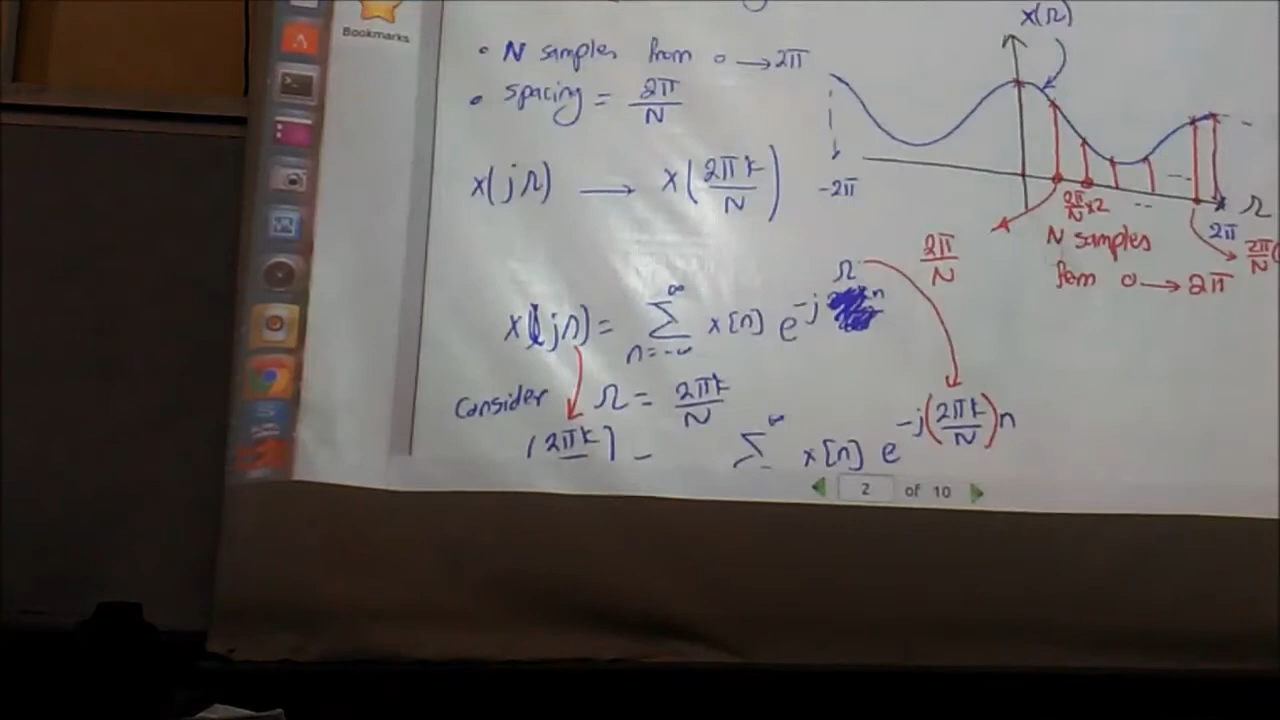 Bookmarks
• N samples from 0 → 2π
• spacing = 2π/N
X(jΩ) → X(2πk/N)
X(Ω)
-2π
2π/N ×2
Ω
2π
2π/N(
N samples
from 0 → 2π
Ω
2π/N
X(jΩ) = Σ n=-∞ ∞ x[n] e^-j n
Consider Ω = 2πk/N
(2πk) = Σ ∞ x[n] e^-j(2πk/N)n
2 of 10